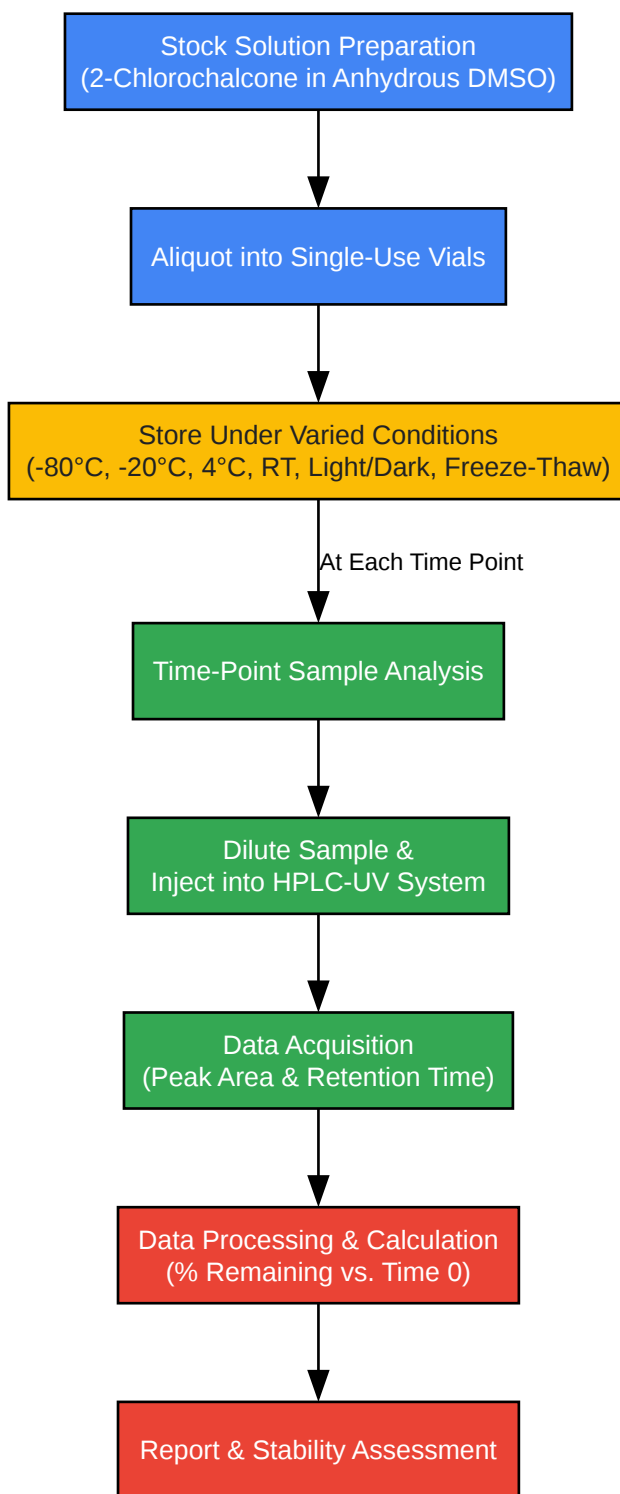 Stock Solution Preparation
(2-Chlorochalcone in Anhydrous DMSO)
Aliquot into Single-Use Vials
Store Under Varied Conditions
(-80°C, -20°C, 4°C, RT, Light/Dark, Freeze-Thaw)
At Each Time Point
Time-Point Sample Analysis
Dilute Sample &
Inject into HPLC-UV System
Data Acquisition
(Peak Area & Retention Time)
Data Processing & Calculation
(% Remaining vs. Time 0)
Report & Stability Assessment